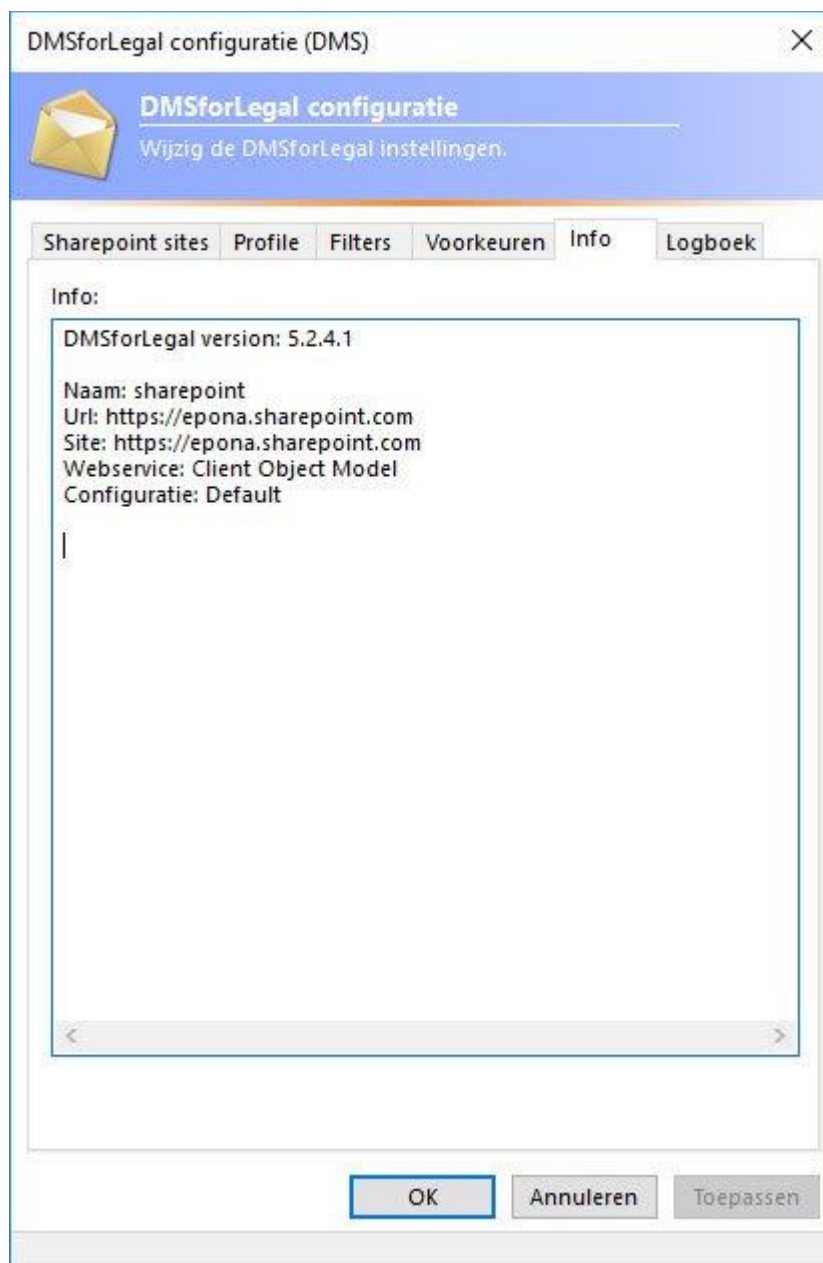 DMSforLegal configuratie (DMS)
DMSforLegal configuratie
Wijzig de DMSforLegal instellingen.
Sharepoint sites Profile Filters Voorkeuren Info Logboek
Info:
DMSforLegal version: 5.2.4.1
Naam: sharepoint
Url: https://epona.sharepoint.com
Site: https://epona.sharepoint.com
Webservice: Client Object Model
Configuratie: Default
OK Annuleren Toepassen